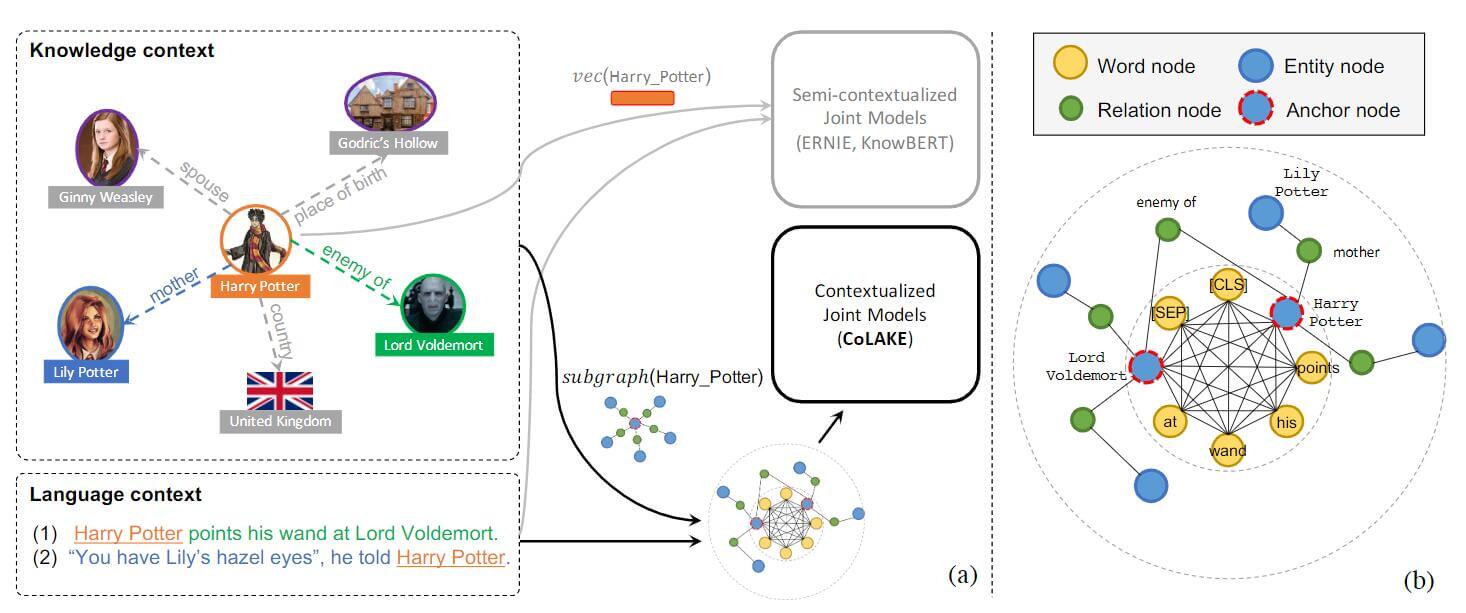 Knowledge context
Ginny Weasley
Godric's Hollow
spouse
place of birth
Harry Potter
mother
enemy of
country
Lily Potter
Lord Voldemort
United Kingdom
Language context
(1) Harry Potter points his wand at Lord Voldemort.
(2) “You have Lily's hazel eyes”, he told Harry Potter.
vec(Harry_Potter)
Semi-contextualized
Joint Models
(ERNIE, KnowBERT)
Contextualized
Joint Models
(CoLAKE)
subgraph(Harry_Potter)
(a)
Word node
Entity node
Relation node
Anchor node
Lily
Potter
enemy of
mother
[CLS]
[SEP]
Harry
Potter
Lord
Voldemort
points
at
his
wand
(b)